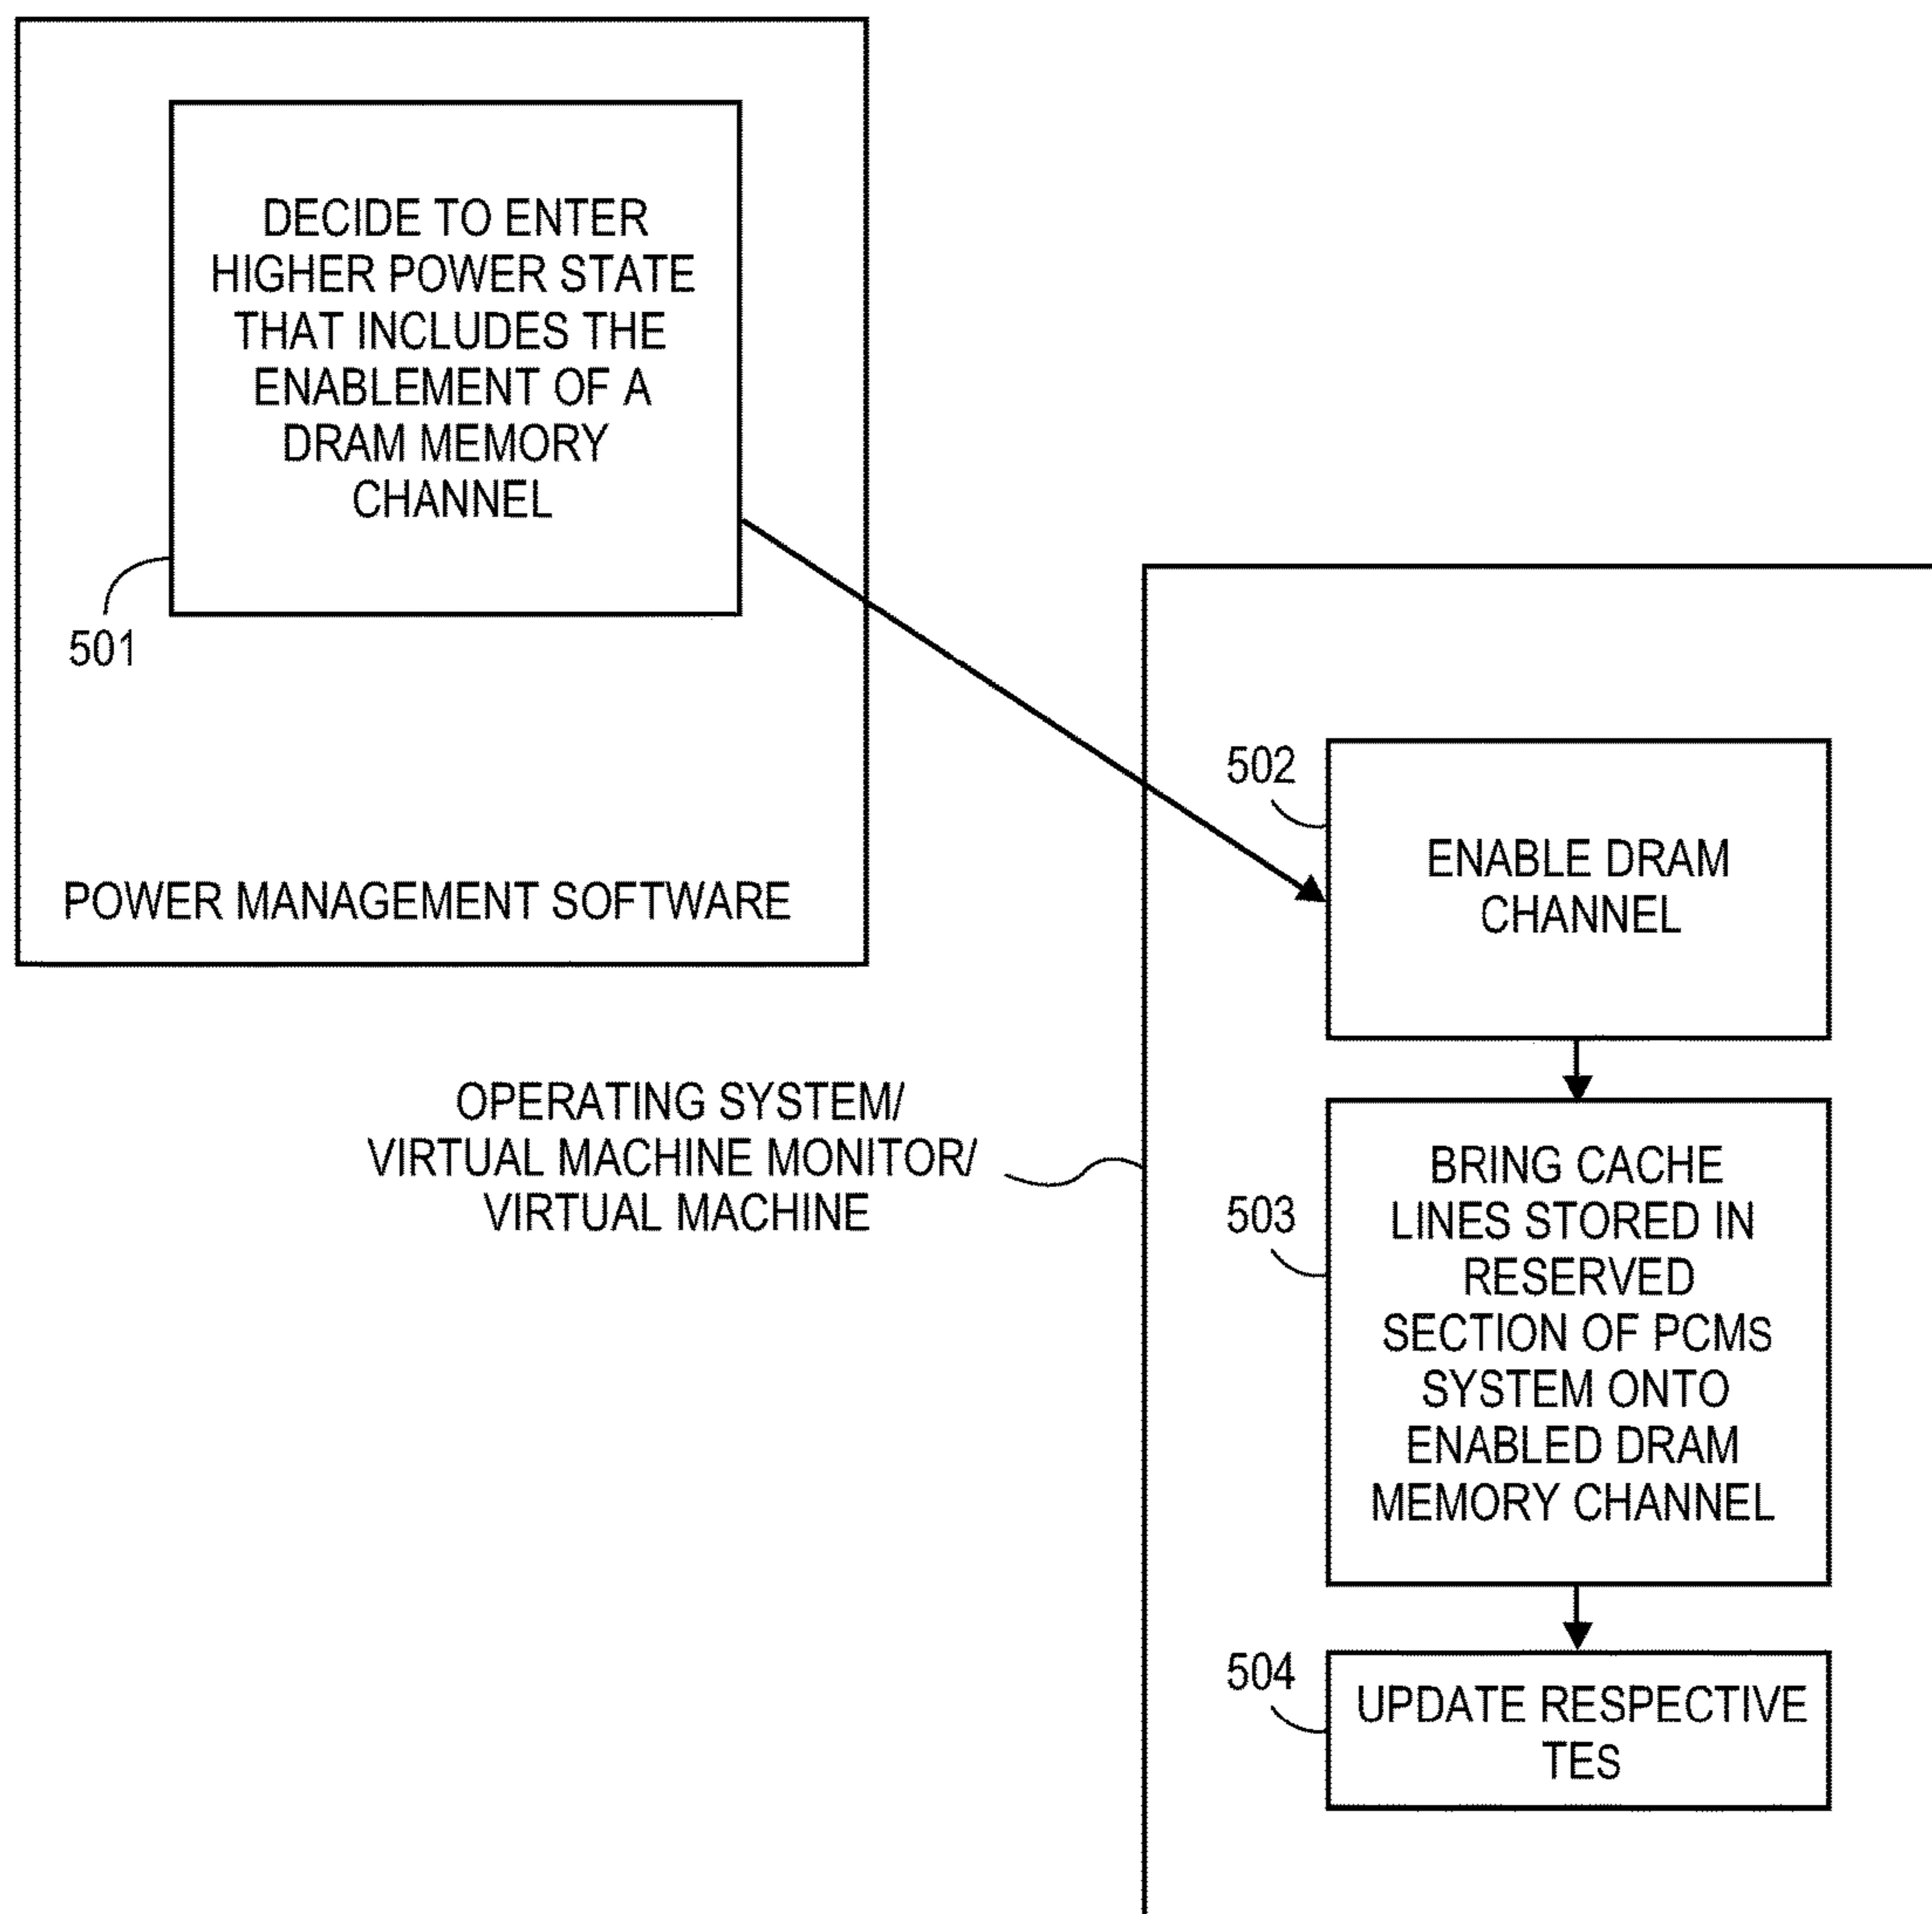 DECIDE TO ENTER
HIGHER POWER STATE
THAT INCLUDES THE
ENABLEMENT OF A
DRAM MEMORY
CHANNEL
501
POWER MANAGEMENT SOFTWARE
OPERATING SYSTEM/
VIRTUAL MACHINE MONITOR/
VIRTUAL MACHINE
502
ENABLE DRAM
CHANNEL
503
BRING CACHE
LINES STORED IN
RESERVED
SECTION OF PCMS
SYSTEM ONTO
ENABLED DRAM
MEMORY CHANNEL
504
UPDATE RESPECTIVE
TES